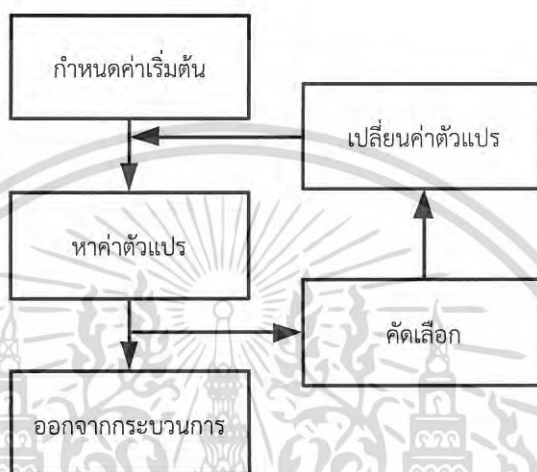 กำหนดค่าเริ่มต้น
เปลี่ยนค่าตัวแปร
หาค่าตัวแปร
คัดเลือก
ออกจากกระบวนการ